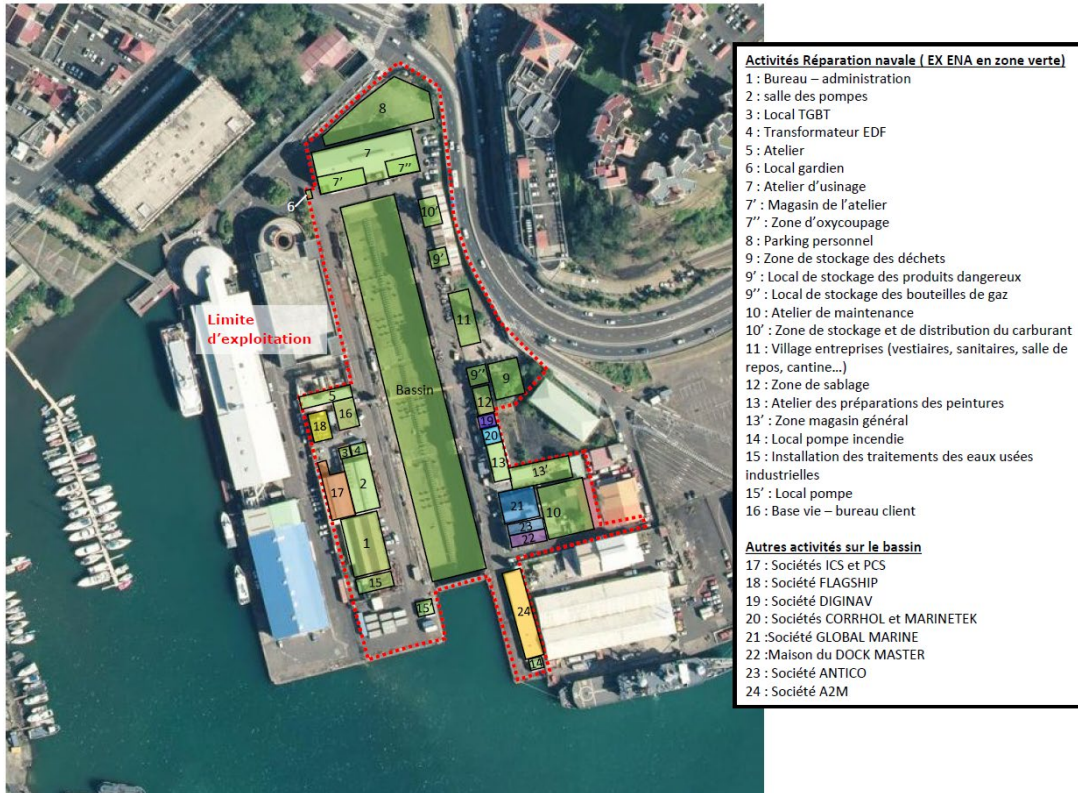 8
7
7'
7''
6
10'
9'
Limite
d'exploitation
11
Bassin
9''
9
5
12
16
18
19
20
3
4
13
13'
2
17
21
10
23
22
1
15
15'
24
14
Activités Réparation navale ( EX ENA en zone verte)
1 : Bureau – administration
2 : salle des pompes
3 : Local TGBT
4 : Transformateur EDF
5 : Atelier
6 : Local gardien
7 : Atelier d'usinage
7' : Magasin de l'atelier
7'' : Zone d'oxycoupage
8 : Parking personnel
9 : Zone de stockage des déchets
9' : Local de stockage des produits dangereux
9'' : Local de stockage des bouteilles de gaz
10 : Atelier de maintenance
10' : Zone de stockage et de distribution du carburant
11 : Village entreprises (vestiaires, sanitaires, salle de
repos, cantine...)
12 : Zone de sablage
13 : Atelier des préparations des peintures
13' : Zone magasin général
14 : Local pompe incendie
15 : Installation des traitements des eaux usées
industrielles
15' : Local pompe
16 : Base vie – bureau client
Autres activités sur le bassin
17 : Sociétés ICS et PCS
18 : Société FLAGSHIP
19 : Société DIGINAV
20 : Sociétés CORRHOL et MARINETEK
21 :Société GLOBAL MARINE
22 :Maison du DOCK MASTER
23 : Société ANTICO
24 : Société A2M